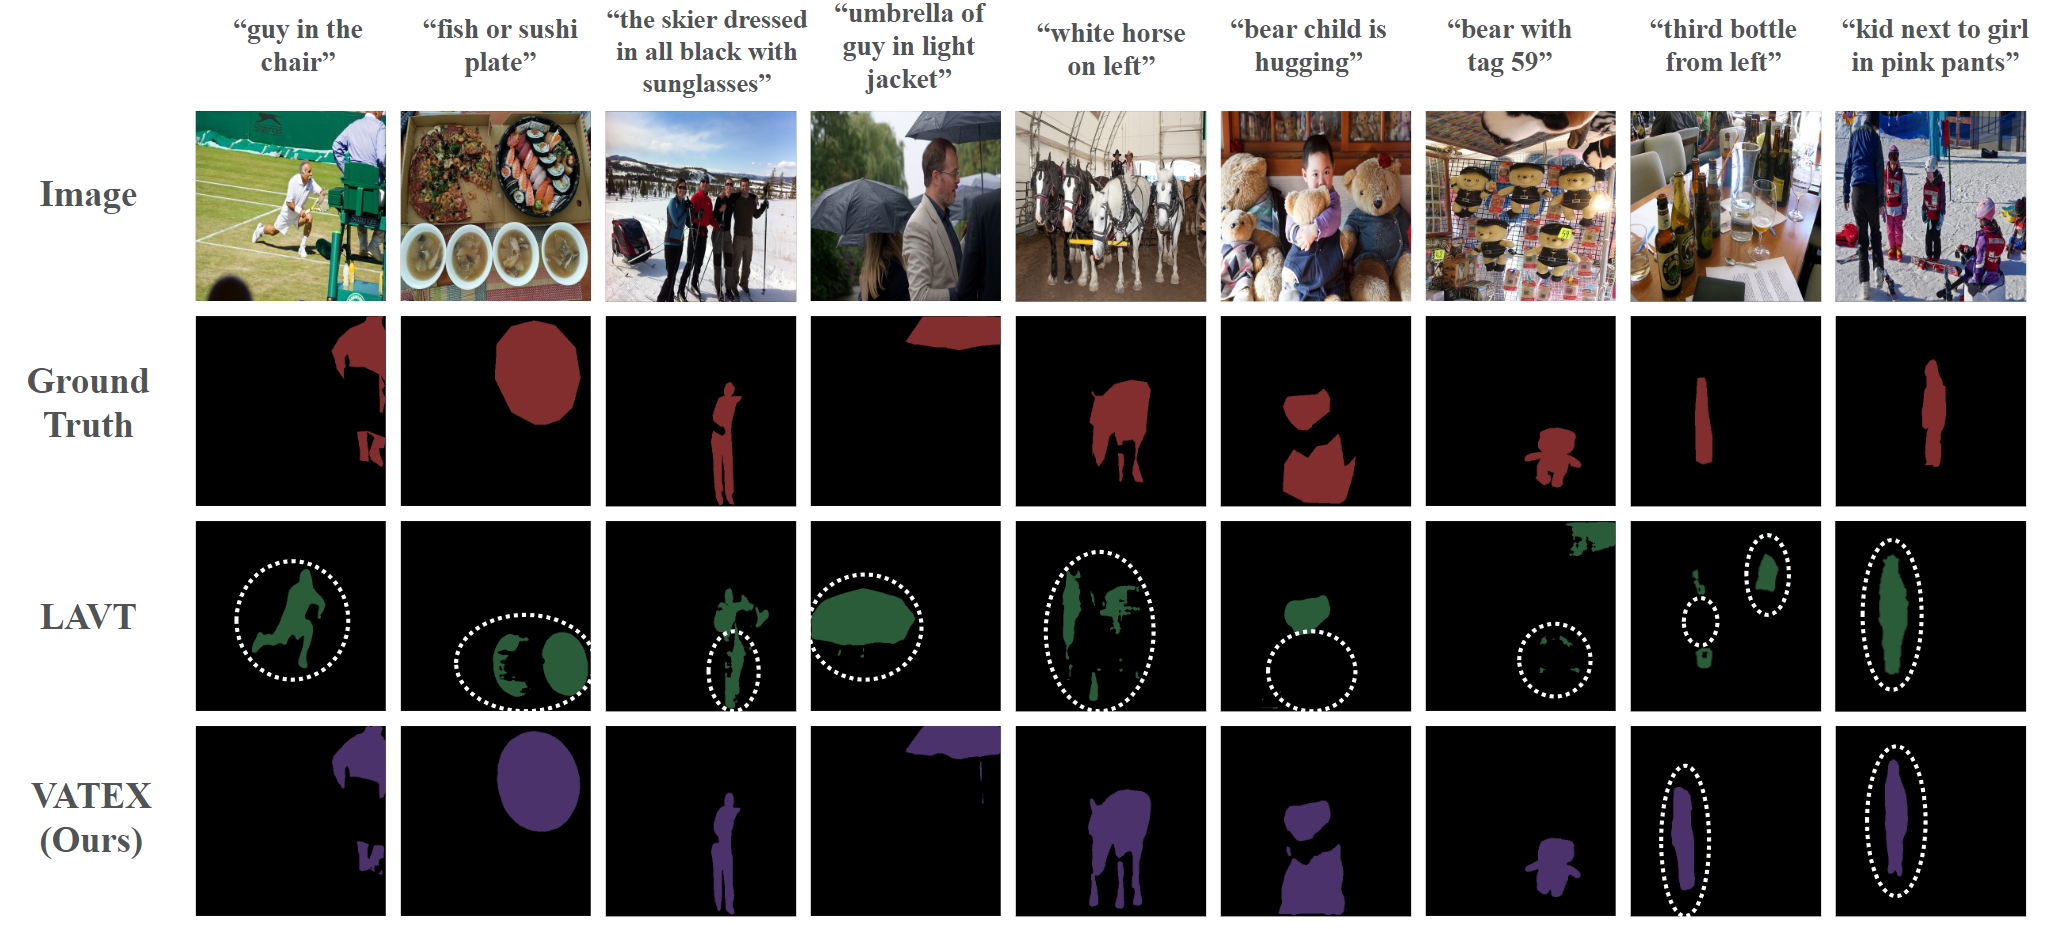 “guy in the
chair”
“fish or sushi
plate”
“the skier dressed
in all black with
sunglasses”
“umbrella of
guy in light
jacket”
“white horse
on left”
“bear child is
hugging”
“bear with
tag 59”
“third bottle
from left”
“kid next to girl
in pink pants”
Image
59
Ground
Truth
LAVT
VATEX
(Ours)